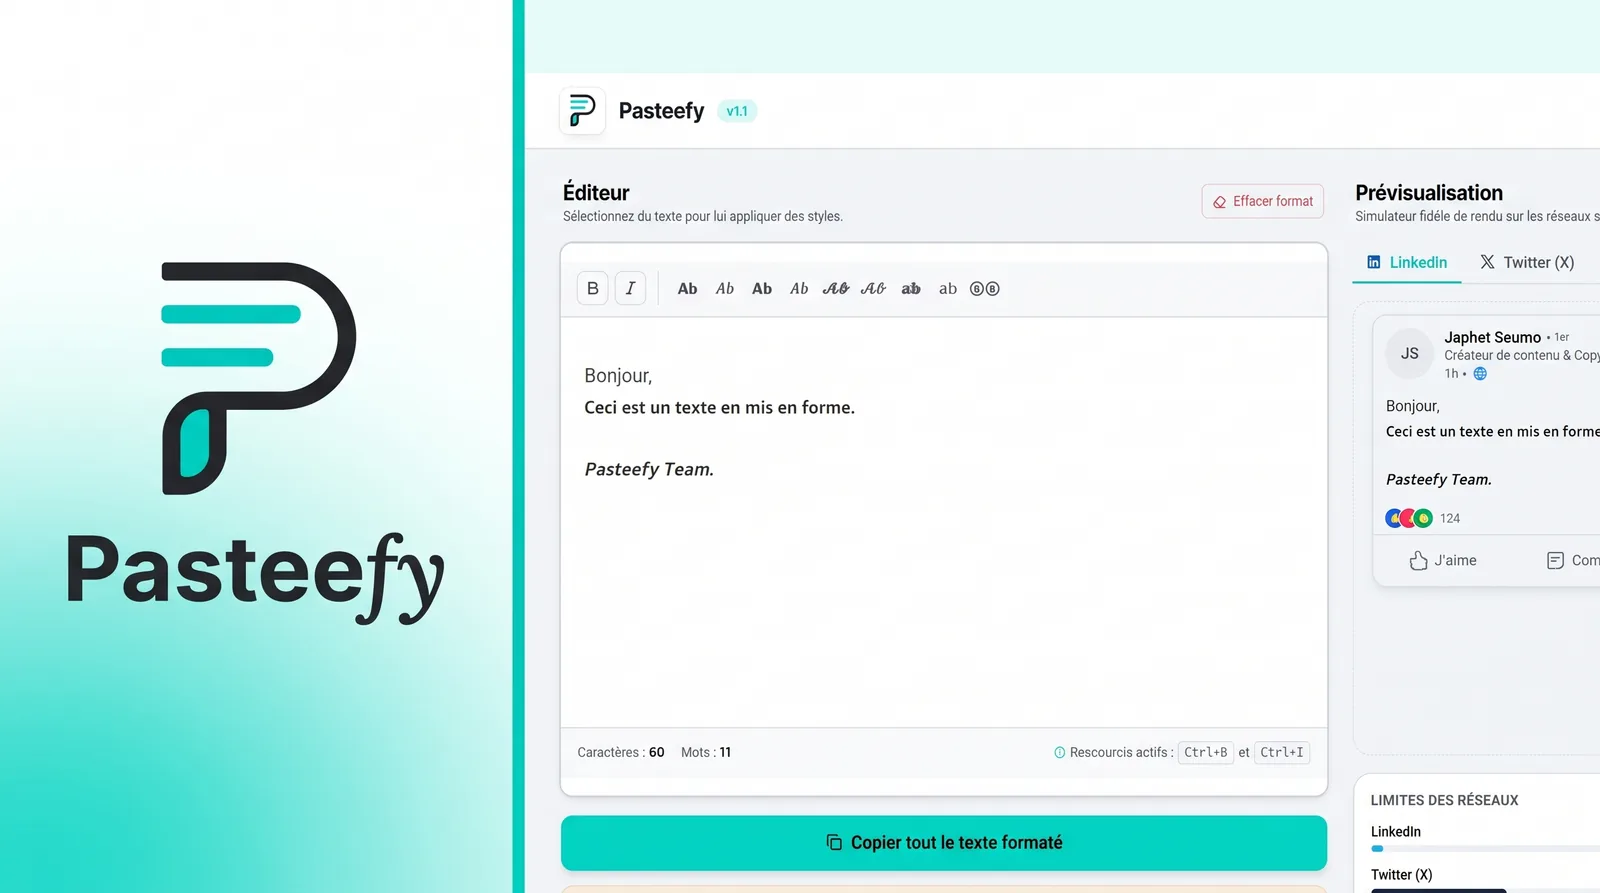 Pasteefy
Pasteefy v1.1
Éditeur
Sélectionnez du texte pour lui appliquer des styles.
Effacer format
B I Ab Ab Ab Ab 𝓐𝓫 𝒜𝒷 ab ab ⒷⒷ
Bonjour,
Ceci est un texte en mis en forme.
Pasteefy Team.
Caractères : 60 Mots : 11
Rescourcis actifs : Ctrl+B et Ctrl+I
Copier tout le texte formaté
Prévisualisation
Simulateur fidéle de rendu sur les réseaux s
LinkedIn Twitter (X)
JS
Japhet Seumo • 1er
Créateur de contenu & Copy
1h •
Bonjour,
Ceci est un texte en mis en forme
Pasteefy Team.
124
J'aime Com
LIMITES DES RÉSEAUX
LinkedIn
Twitter (X)